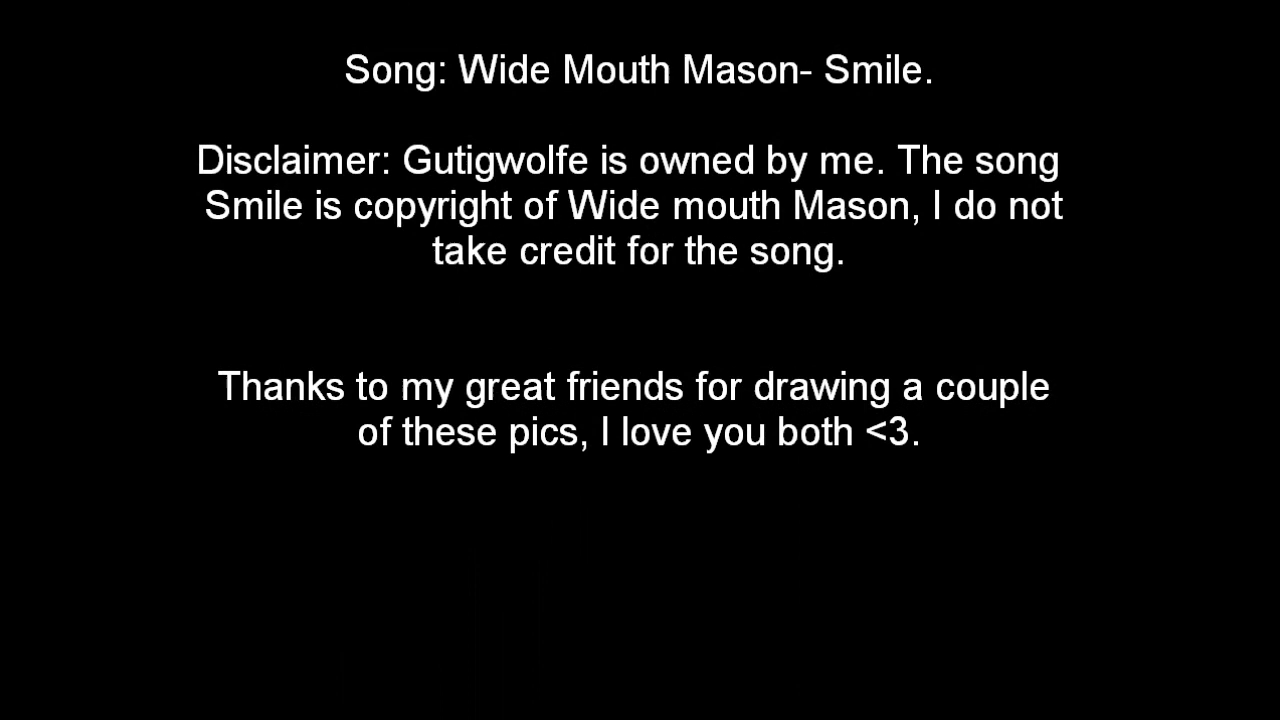 Song: Wide Mouth Mason- Smile.
Disclaimer: Gutigwolfe is owned by me. The song
Smile is copyright of Wide mouth Mason, I do not
take credit for the song.
Thanks to my great friends for drawing a couple
of these pics, I love you both <3.